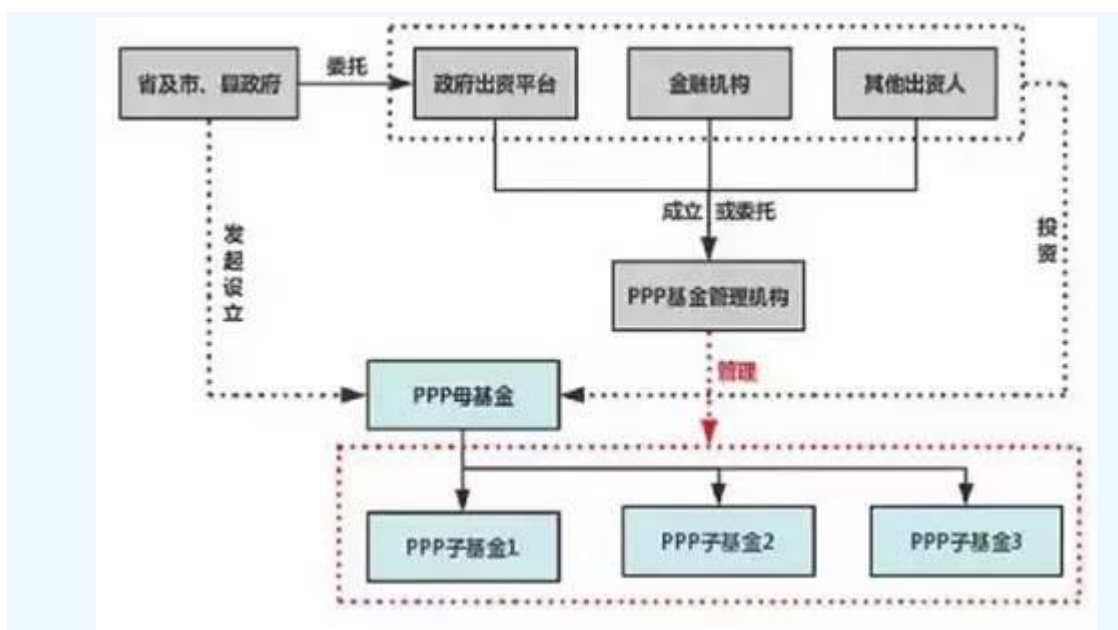 省及市、县政府
委托
政府出资平台
金融机构
其他出资人
成立 或委托
发起设立
投资
PPP基金管理机构
管理
PPP母基金
PPP子基金1
PPP子基金2
PPP子基金3